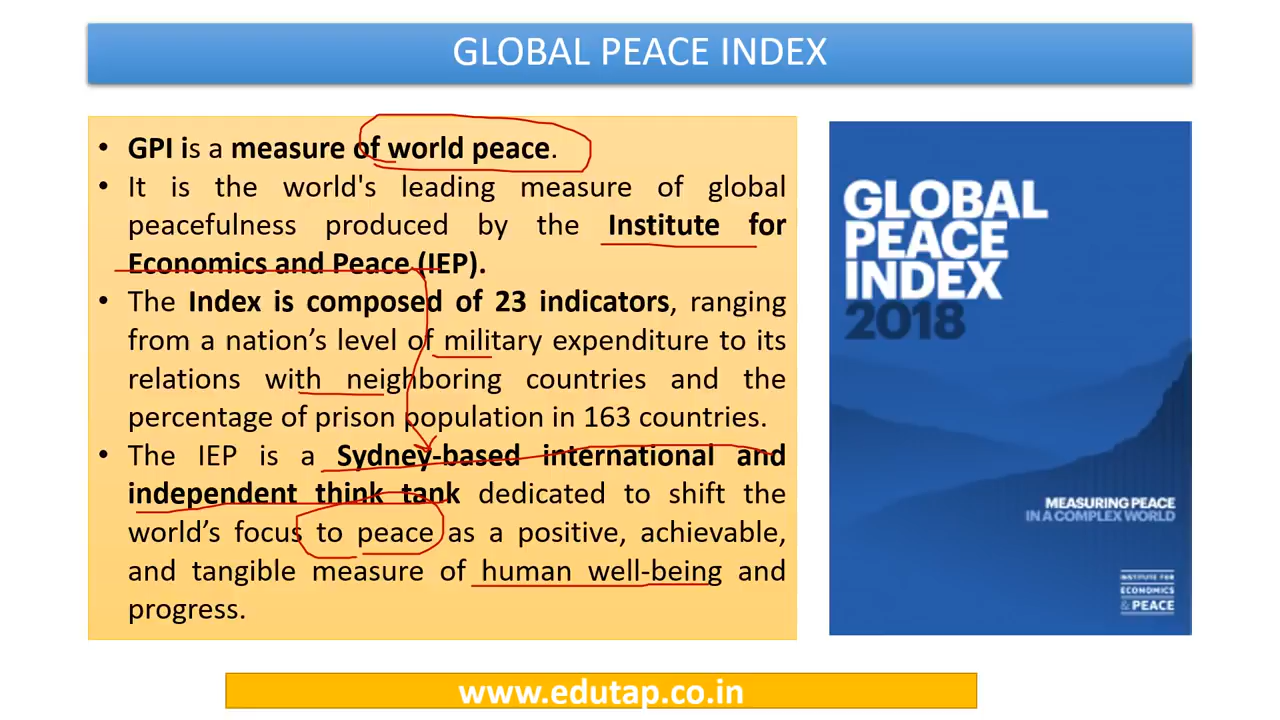 GLOBAL PEACE INDEX
• GPI is a measure of world peace.
• It is the world's leading measure of global
peacefulness produced by the Institute for
Economics and Peace (IEP).
• The Index is composed of 23 indicators, ranging
from a nation’s level of military expenditure to its
relations with neighboring countries and the
percentage of prison population in 163 countries.
• The IEP is a Sydney-based international and
independent think tank dedicated to shift the
world’s focus to peace as a positive, achievable,
and tangible measure of human well-being and
progress.
GLOBAL
PEACE
INDEX
2018
MEASURING PEACE
IN A COMPLEX WORLD
INSTITUTE FOR
ECONOMICS
& PEACE
www.edutap.co.in